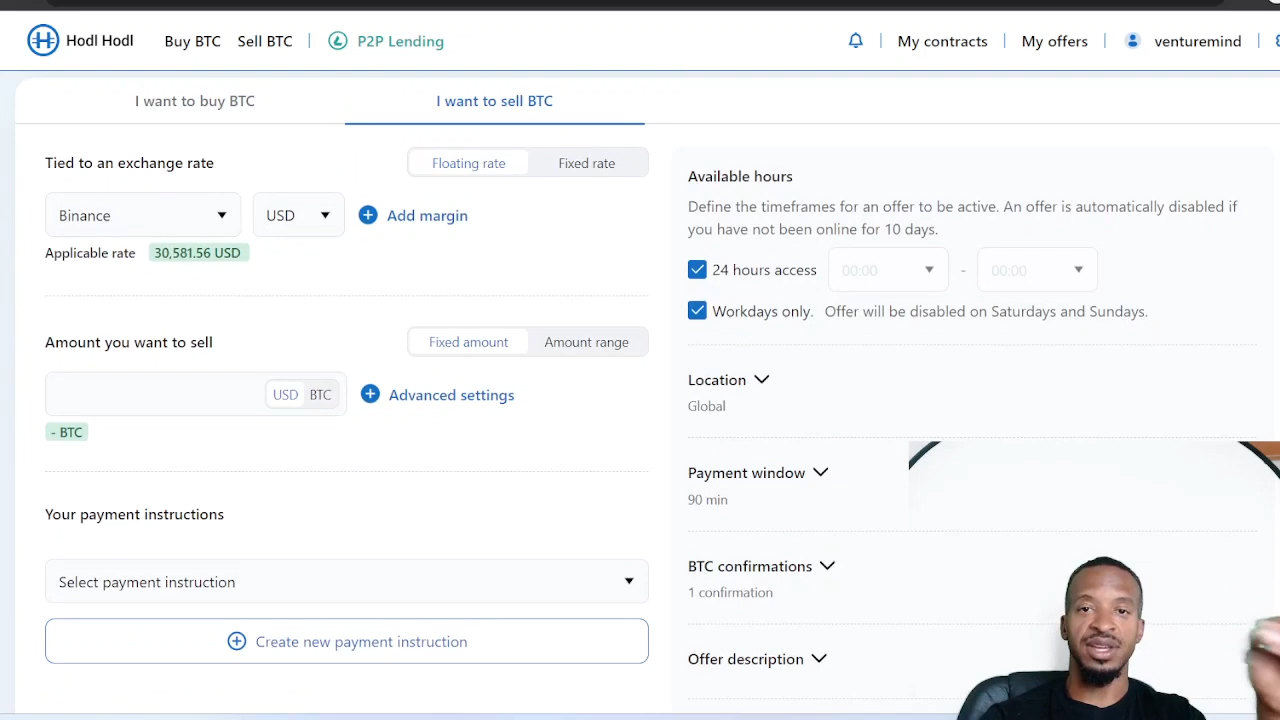 Hodl Hodl Buy BTC Sell BTC P2P Lending My contracts My offers venturemind
I want to buy BTC I want to sell BTC
Tied to an exchange rate Floating rate Fixed rate
Binance USD Add margin
Applicable rate 30,581.56 USD
Amount you want to sell Fixed amount Amount range
USD BTC Advanced settings
- BTC
Your payment instructions
Select payment instruction
Create new payment instruction
Available hours
Define the timeframes for an offer to be active. An offer is automatically disabled if
you have not been online for 10 days.
24 hours access 00:00 - 00:00
Workdays only. Offer will be disabled on Saturdays and Sundays.
Location
Global
Payment window
90 min
BTC confirmations
1 confirmation
Offer description